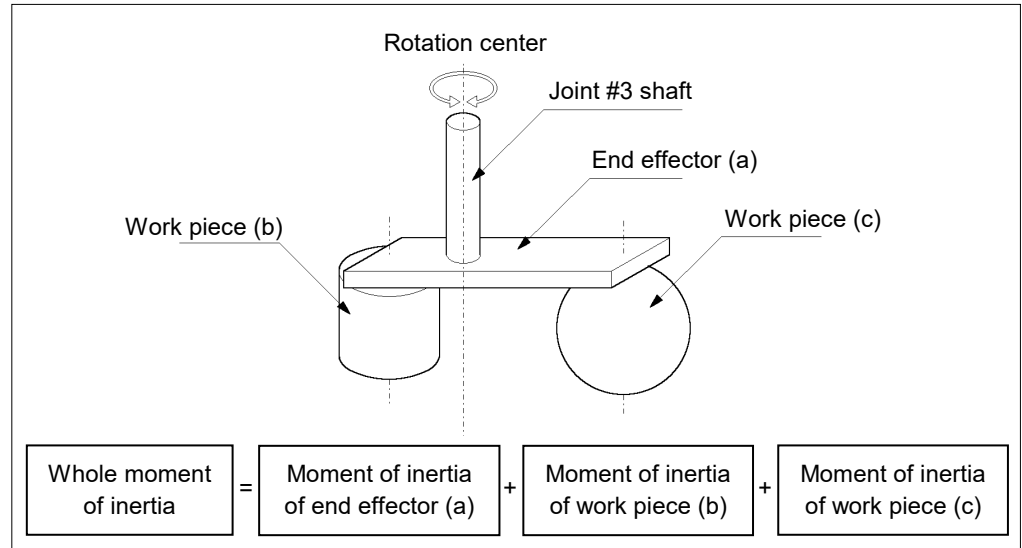 Rotation center
Joint #3 shaft
End effector (a)
Work piece (b)
Work piece (c)
Whole moment
of inertia
=
Moment of inertia
of end effector (a)
+
Moment of inertia
of work piece (b)
+
Moment of inertia
of work piece (c)